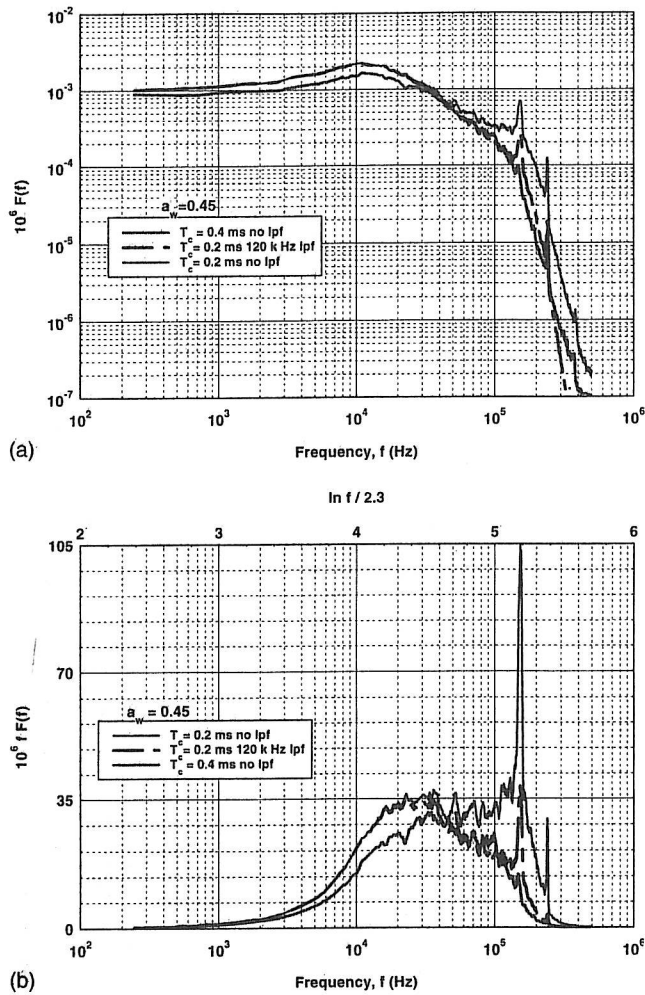 10^-2
10^-3
10^-4
10^-5
10^-6
10^-7
10^6 F(f)
a_w=0.45
T_c = 0.4 ms no lpf
T_c = 0.2 ms 120 k Hz lpf
T_c = 0.2 ms no lpf
10^2 10^3 10^4 10^5 10^6
(a)
Frequency, f (Hz)
ln f / 2.3
2 3 4 5 6
105
70
35
0
10^6 f F(f)
a_w = 0.45
T_c = 0.2 ms no lpf
T_c = 0.2 ms 120 k Hz lpf
T_c = 0.4 ms no lpf
10^2 10^3 10^4 10^5 10^6
(b)
Frequency, f (Hz)